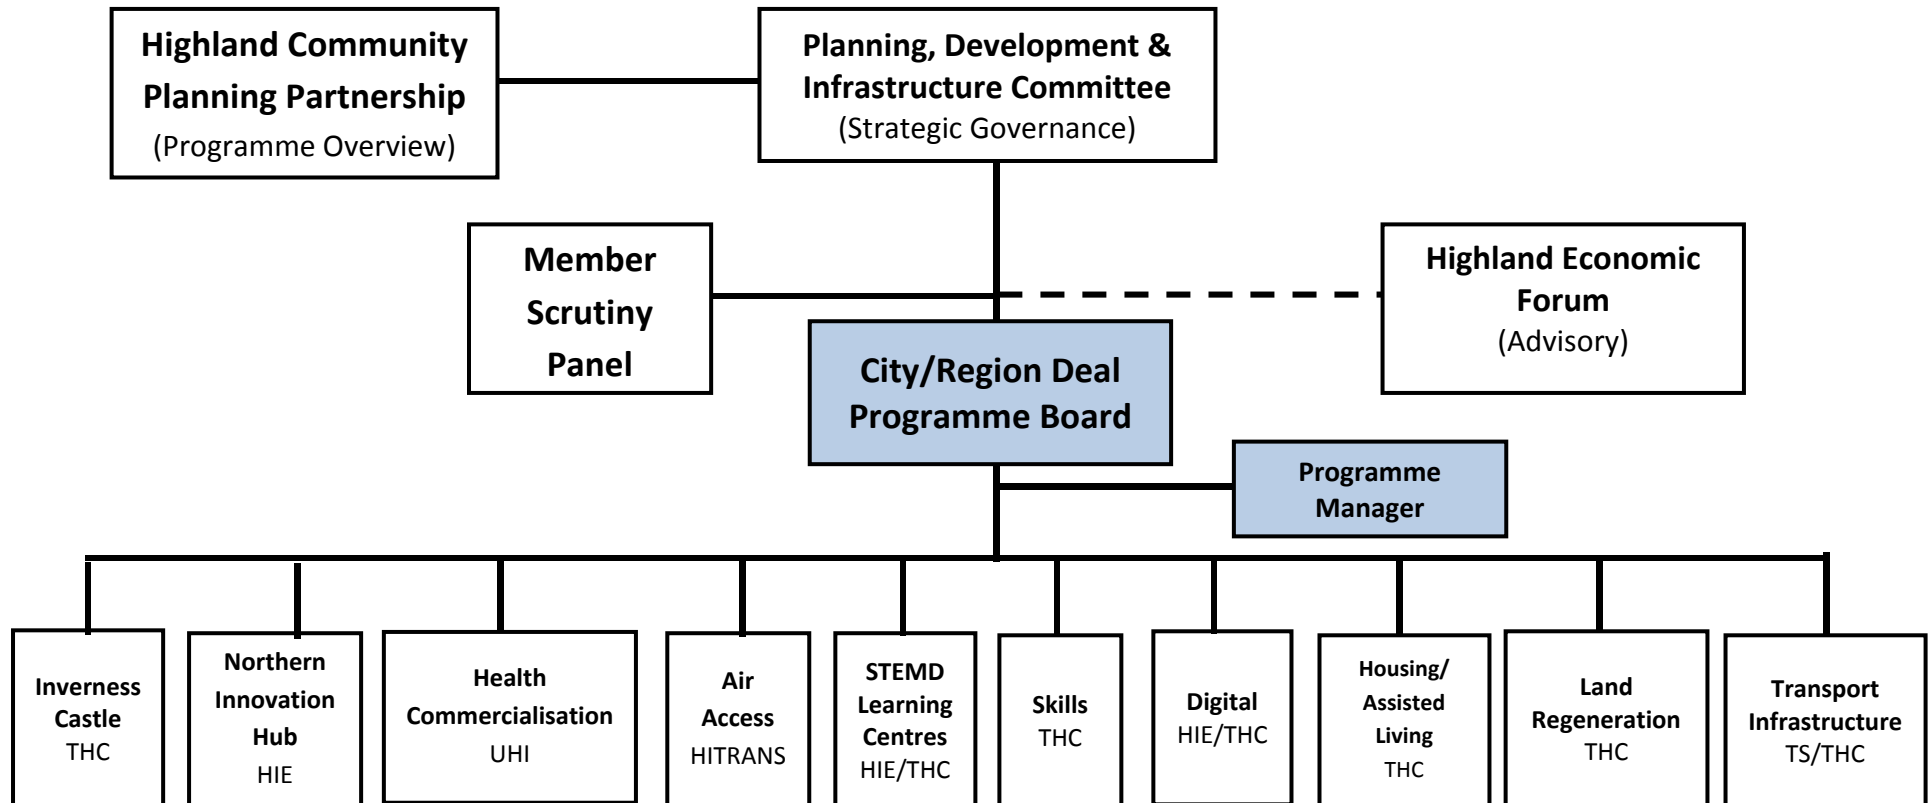 Highland Community
Planning Partnership
(Programme Overview)
Planning, Development &
Infrastructure Committee
(Strategic Governance)
Member
Scrutiny
Panel
Highland Economic
Forum
(Advisory)
City/Region Deal
Programme Board
Programme
Manager
Inverness
Castle
THC
Northern
Innovation
Hub
HIE
Health
Commercialisation
UHI
Air
Access
HITRANS
STEMD
Learning
Centres
HIE/THC
Skills
THC
Digital
HIE/THC
Housing/
Assisted
Living
THC
Land
Regeneration
THC
Transport
Infrastructure
TS/THC